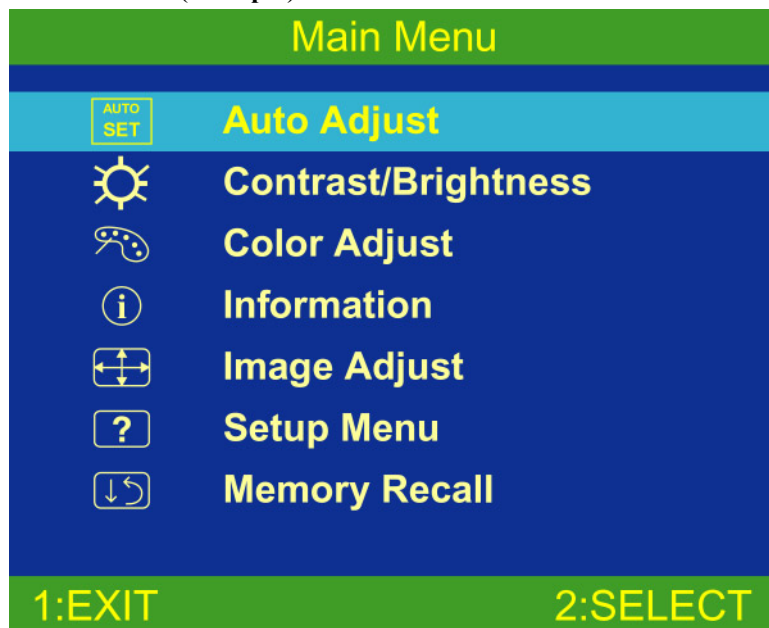 Main Menu
AUTO
SET
Auto Adjust
Contrast/Brightness
Color Adjust
i
Information
Image Adjust
?
Setup Menu
Memory Recall
1:EXIT 2:SELECT